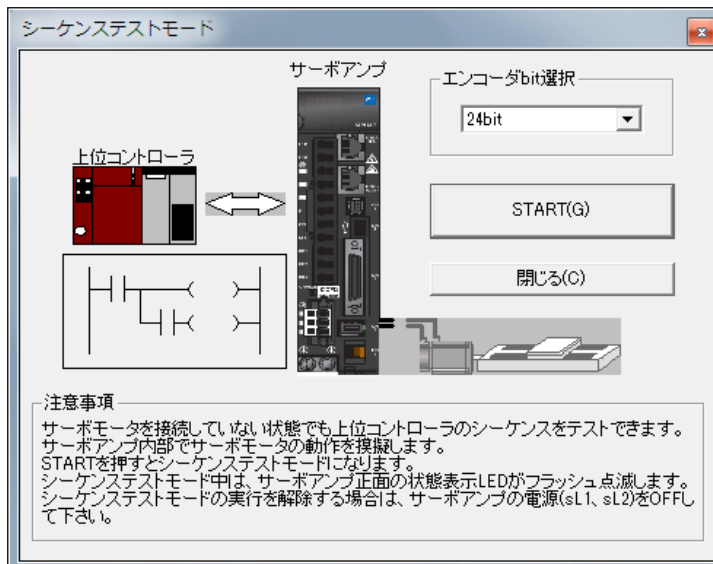 シーケンステストモード
サーボアンプ
エンコーダbit選択
24bit
上位コントローラ
START(G)
閉じる(C)
注意事項
サーボモータを接続していない状態でも上位コントローラのシーケンスをテストできます。
サーボアンプ内部でサーボモータの動作を摸擬します。
STARTを押すとシーケンステストモードになります。
シーケンステストモード中は、サーボアンプ正面の状態表示LEDがフラッシュ点滅します。
シーケンステストモードの実行を解除する場合は、サーボアンプの電源(sL1、sL2)をOFFし
て下さい。